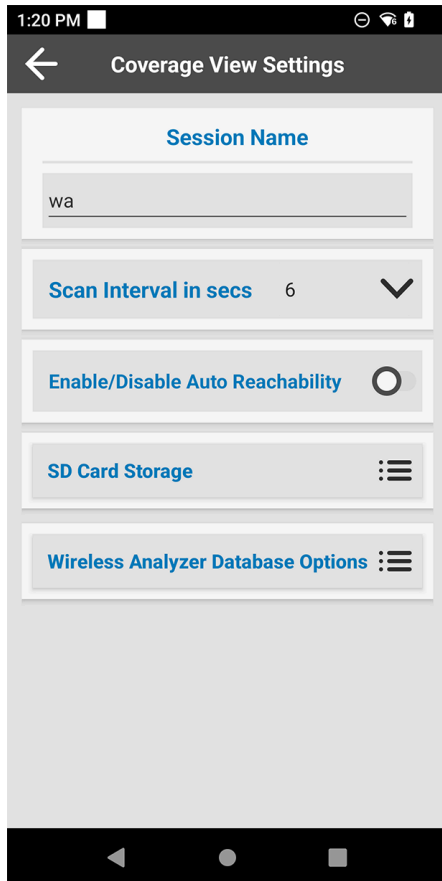 1:20 PM
Coverage View Settings
Session Name
wa
Scan Interval in secs 6
Enable/Disable Auto Reachability
SD Card Storage
Wireless Analyzer Database Options